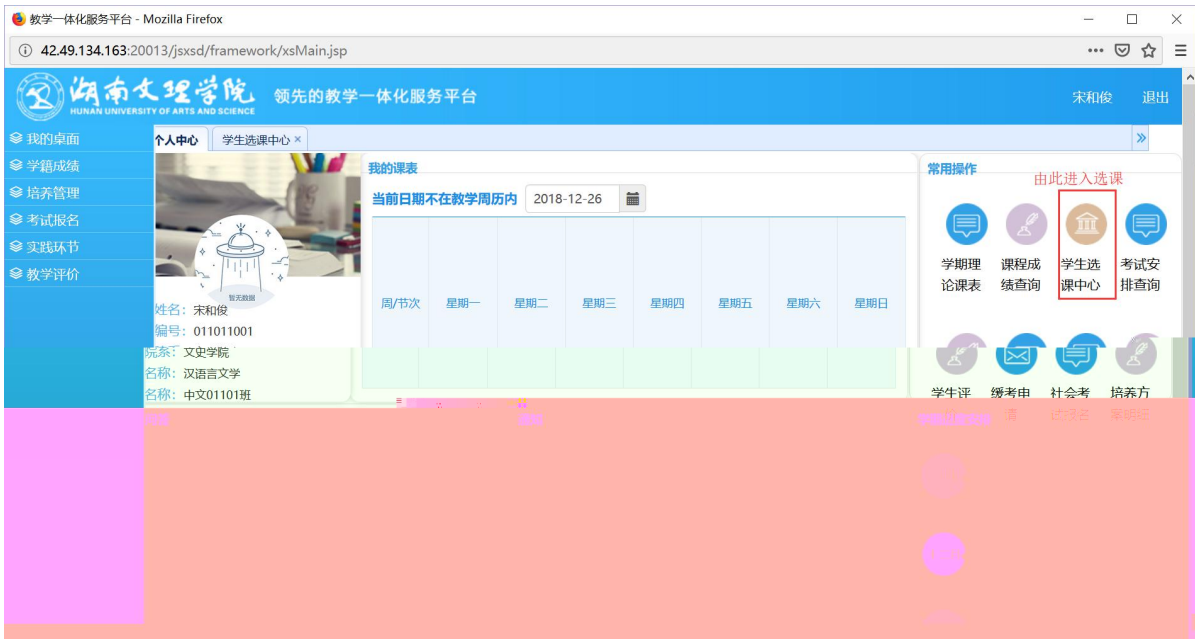 教学一体化服务平台 - Mozilla Firefox
42.49.134.163:20013/jsxsd/framework/xsMain.jsp
湖南文理学院
HUNAN UNIVERSITY OF ARTS AND SCIENCE
领先的教学一体化服务平台
宋和俊 退出
我的桌面
学籍成绩
培养管理
考试报名
实践环节
教学评价
个人中心 学生选课中心 ×
暂无数据
姓名：宋和俊
编号：011011001
院系：文史学院
名称：汉语言文学
名称：中文01101班
我的课表
当前日期不在教学周历内 2018-12-26
周/节次 星期一 星期二 星期三 星期四 星期五 星期六 星期日
常用操作
由此进入选课
学期理论课表
课程成绩查询
学生选课中心
考试安排查询
学生评
缓考申请
社会考试报名
培养方案明细